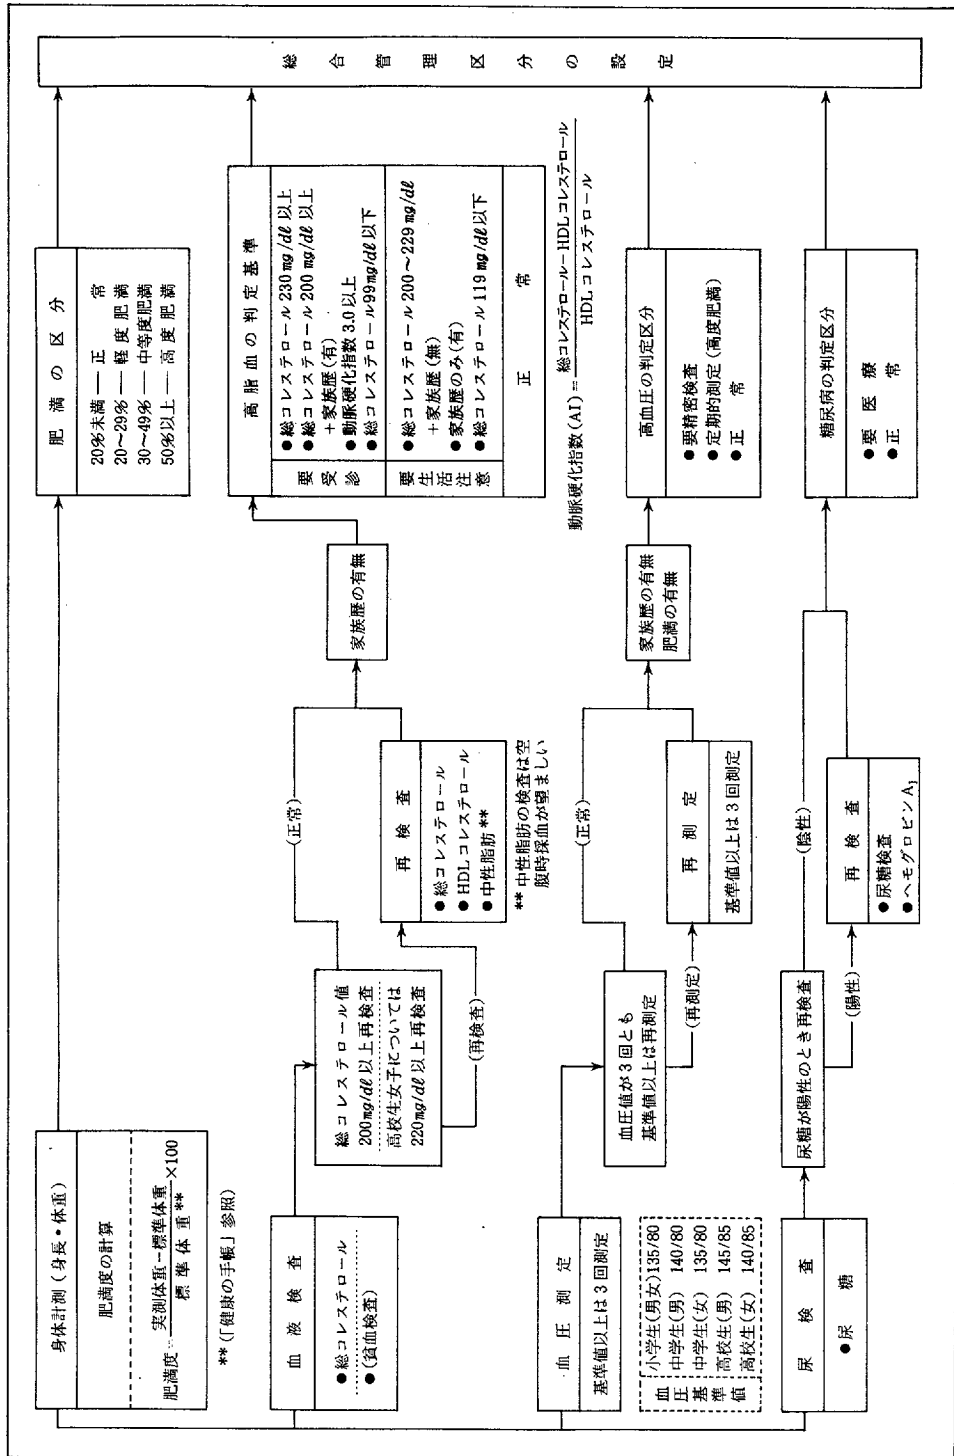 身体計測(身長・体重)
肥満度の計算
肥満度=実測体重-標準体重/標準体重**×100
**(「健康の手帳」参照)
肥満の区分
20%未満――正常
20~29%――軽度肥満
30~49%――中等度肥満
50%以上――高度肥満
血液検査
●総コレステロール
●(貧血検査)
総コレステロール値
200mg/dℓ以上再検査
高校生女子については
220mg/dℓ以上再検査
(正常)
(再検査)
再検査
●総コレステロール
●HDLコレステロール
●中性脂肪**
**中性脂肪の検査は空
腹時採血が望ましい
家族歴の有無
高脂血の判定基準
要受診
●総コレステロール230mg/dℓ以上
●総コレステロール200mg/dℓ以上
+家族歴(有)
●動脈硬化指数3.0以上
●総コレステロール99mg/dℓ以下
要生活注意
●総コレステロール200~229mg/dℓ
+家族歴(無)
●家族歴のみ(有)
●総コレステロール119mg/dℓ以下
正常
動脈硬化指数(AI)=総コレステロール-HDLコレステロール/HDLコレステロール
血圧測定
基準値以上は3回測定
血圧基準値
小学生(男女)135/80
中学生(男) 140/80
中学生(女) 135/80
高校生(男) 145/85
高校生(女) 140/85
血圧値が3回とも
基準値以上は再測定
(正常)
(再測定)
再測定
基準値以上は3回測定
家族歴の有無
肥満の有無
高血圧の判定区分
●要精密検査
●定期的測定(高度肥満)
●正常
尿検査
●尿糖
尿糖が陽性のとき再検査
(陰性)
(陽性)
再検査
●尿糖検査
●ヘモグロビンA₁
糖尿病の判定区分
●要医療
●正常
総合管理区分の設定